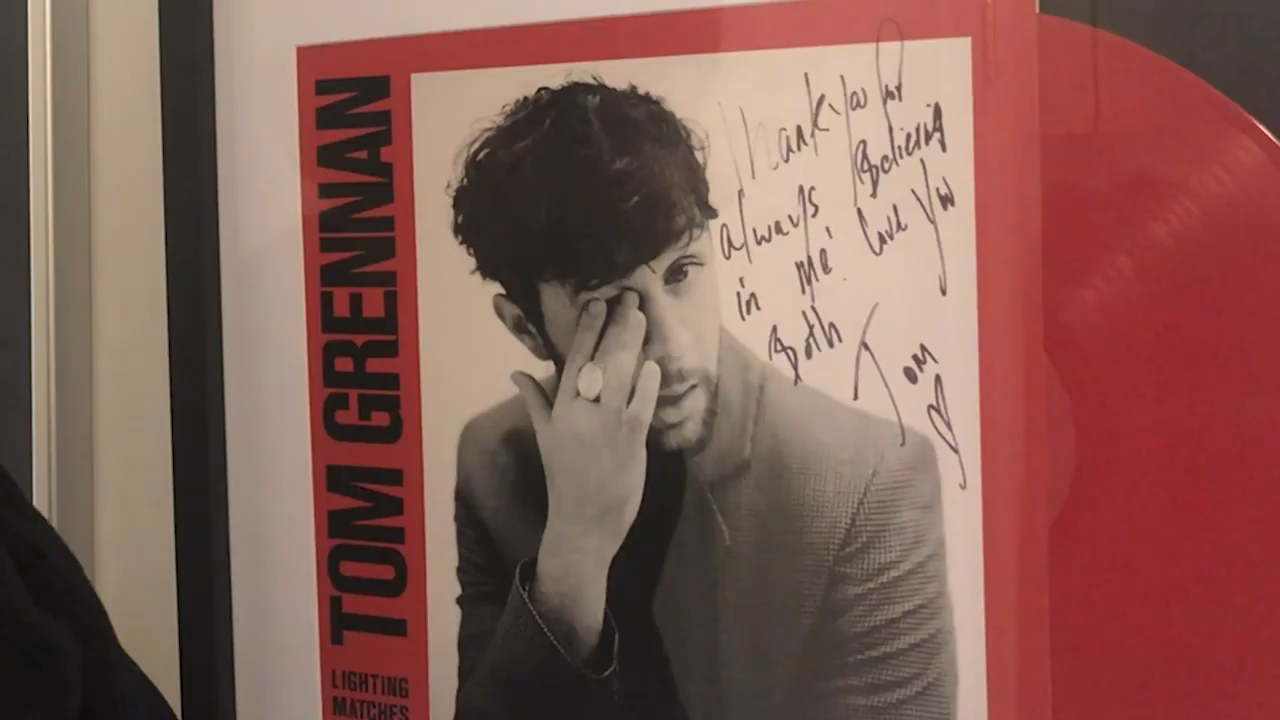 TOM GRENNAN
LIGHTING
MATCHES
Thank you for
always Believing
in me! Love you
Both Tom